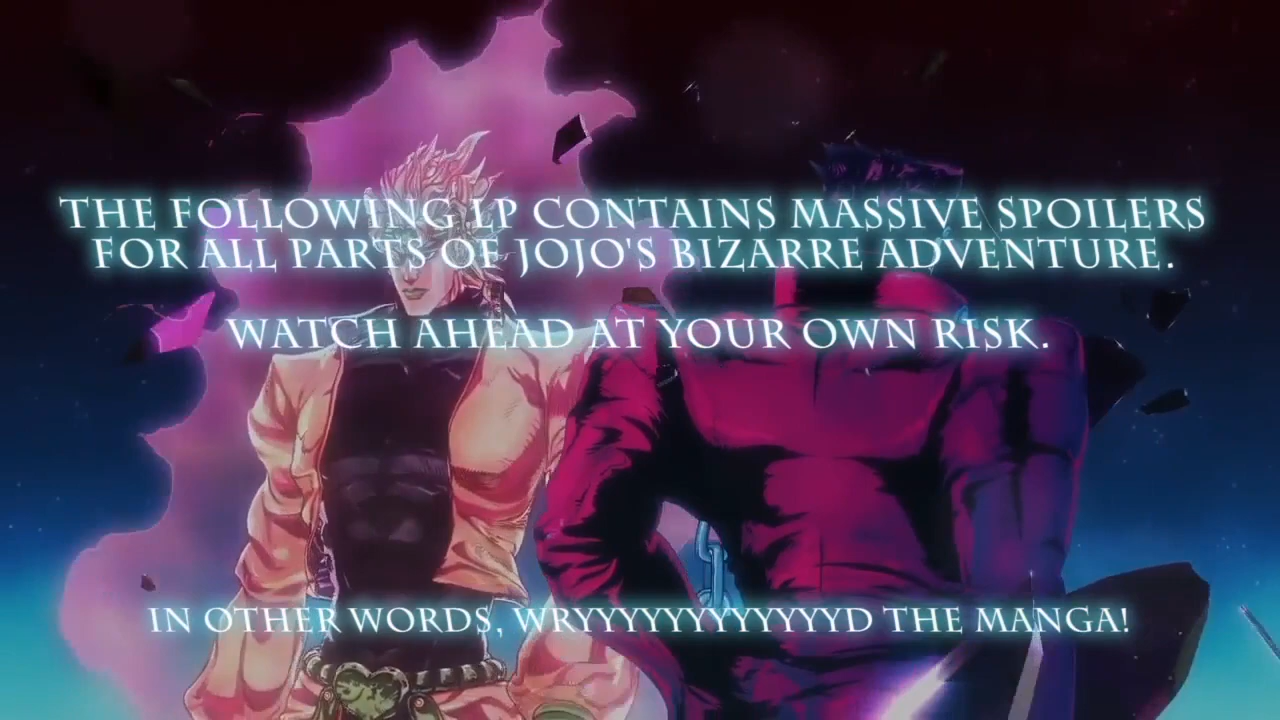 THE FOLLOWING LP CONTAINS MASSIVE SPOILERS
FOR ALL PARTS OF JOJO'S BIZARRE ADVENTURE.
WATCH AHEAD AT YOUR OWN RISK.
IN OTHER WORDS, WRYYYYYYYYYYYYD THE MANGA!